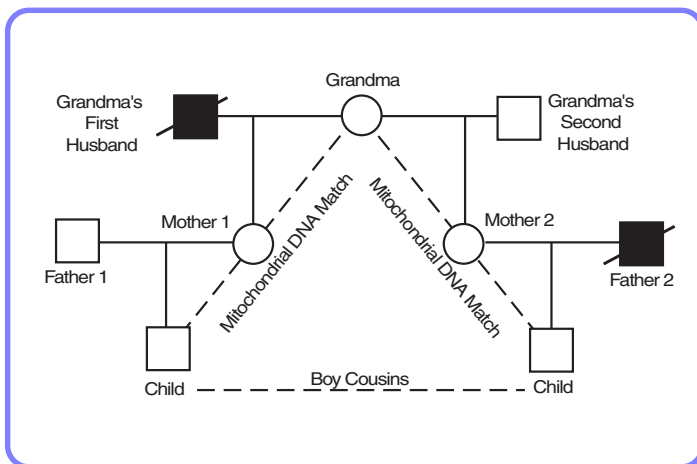 Grandma
Grandma's
First
Husband
Grandma's
Second
Husband
Mother 1
Mitochondrial DNA Match
Mitochondrial DNA Match
Mother 2
Father 1
Father 2
Child
Boy Cousins
Child